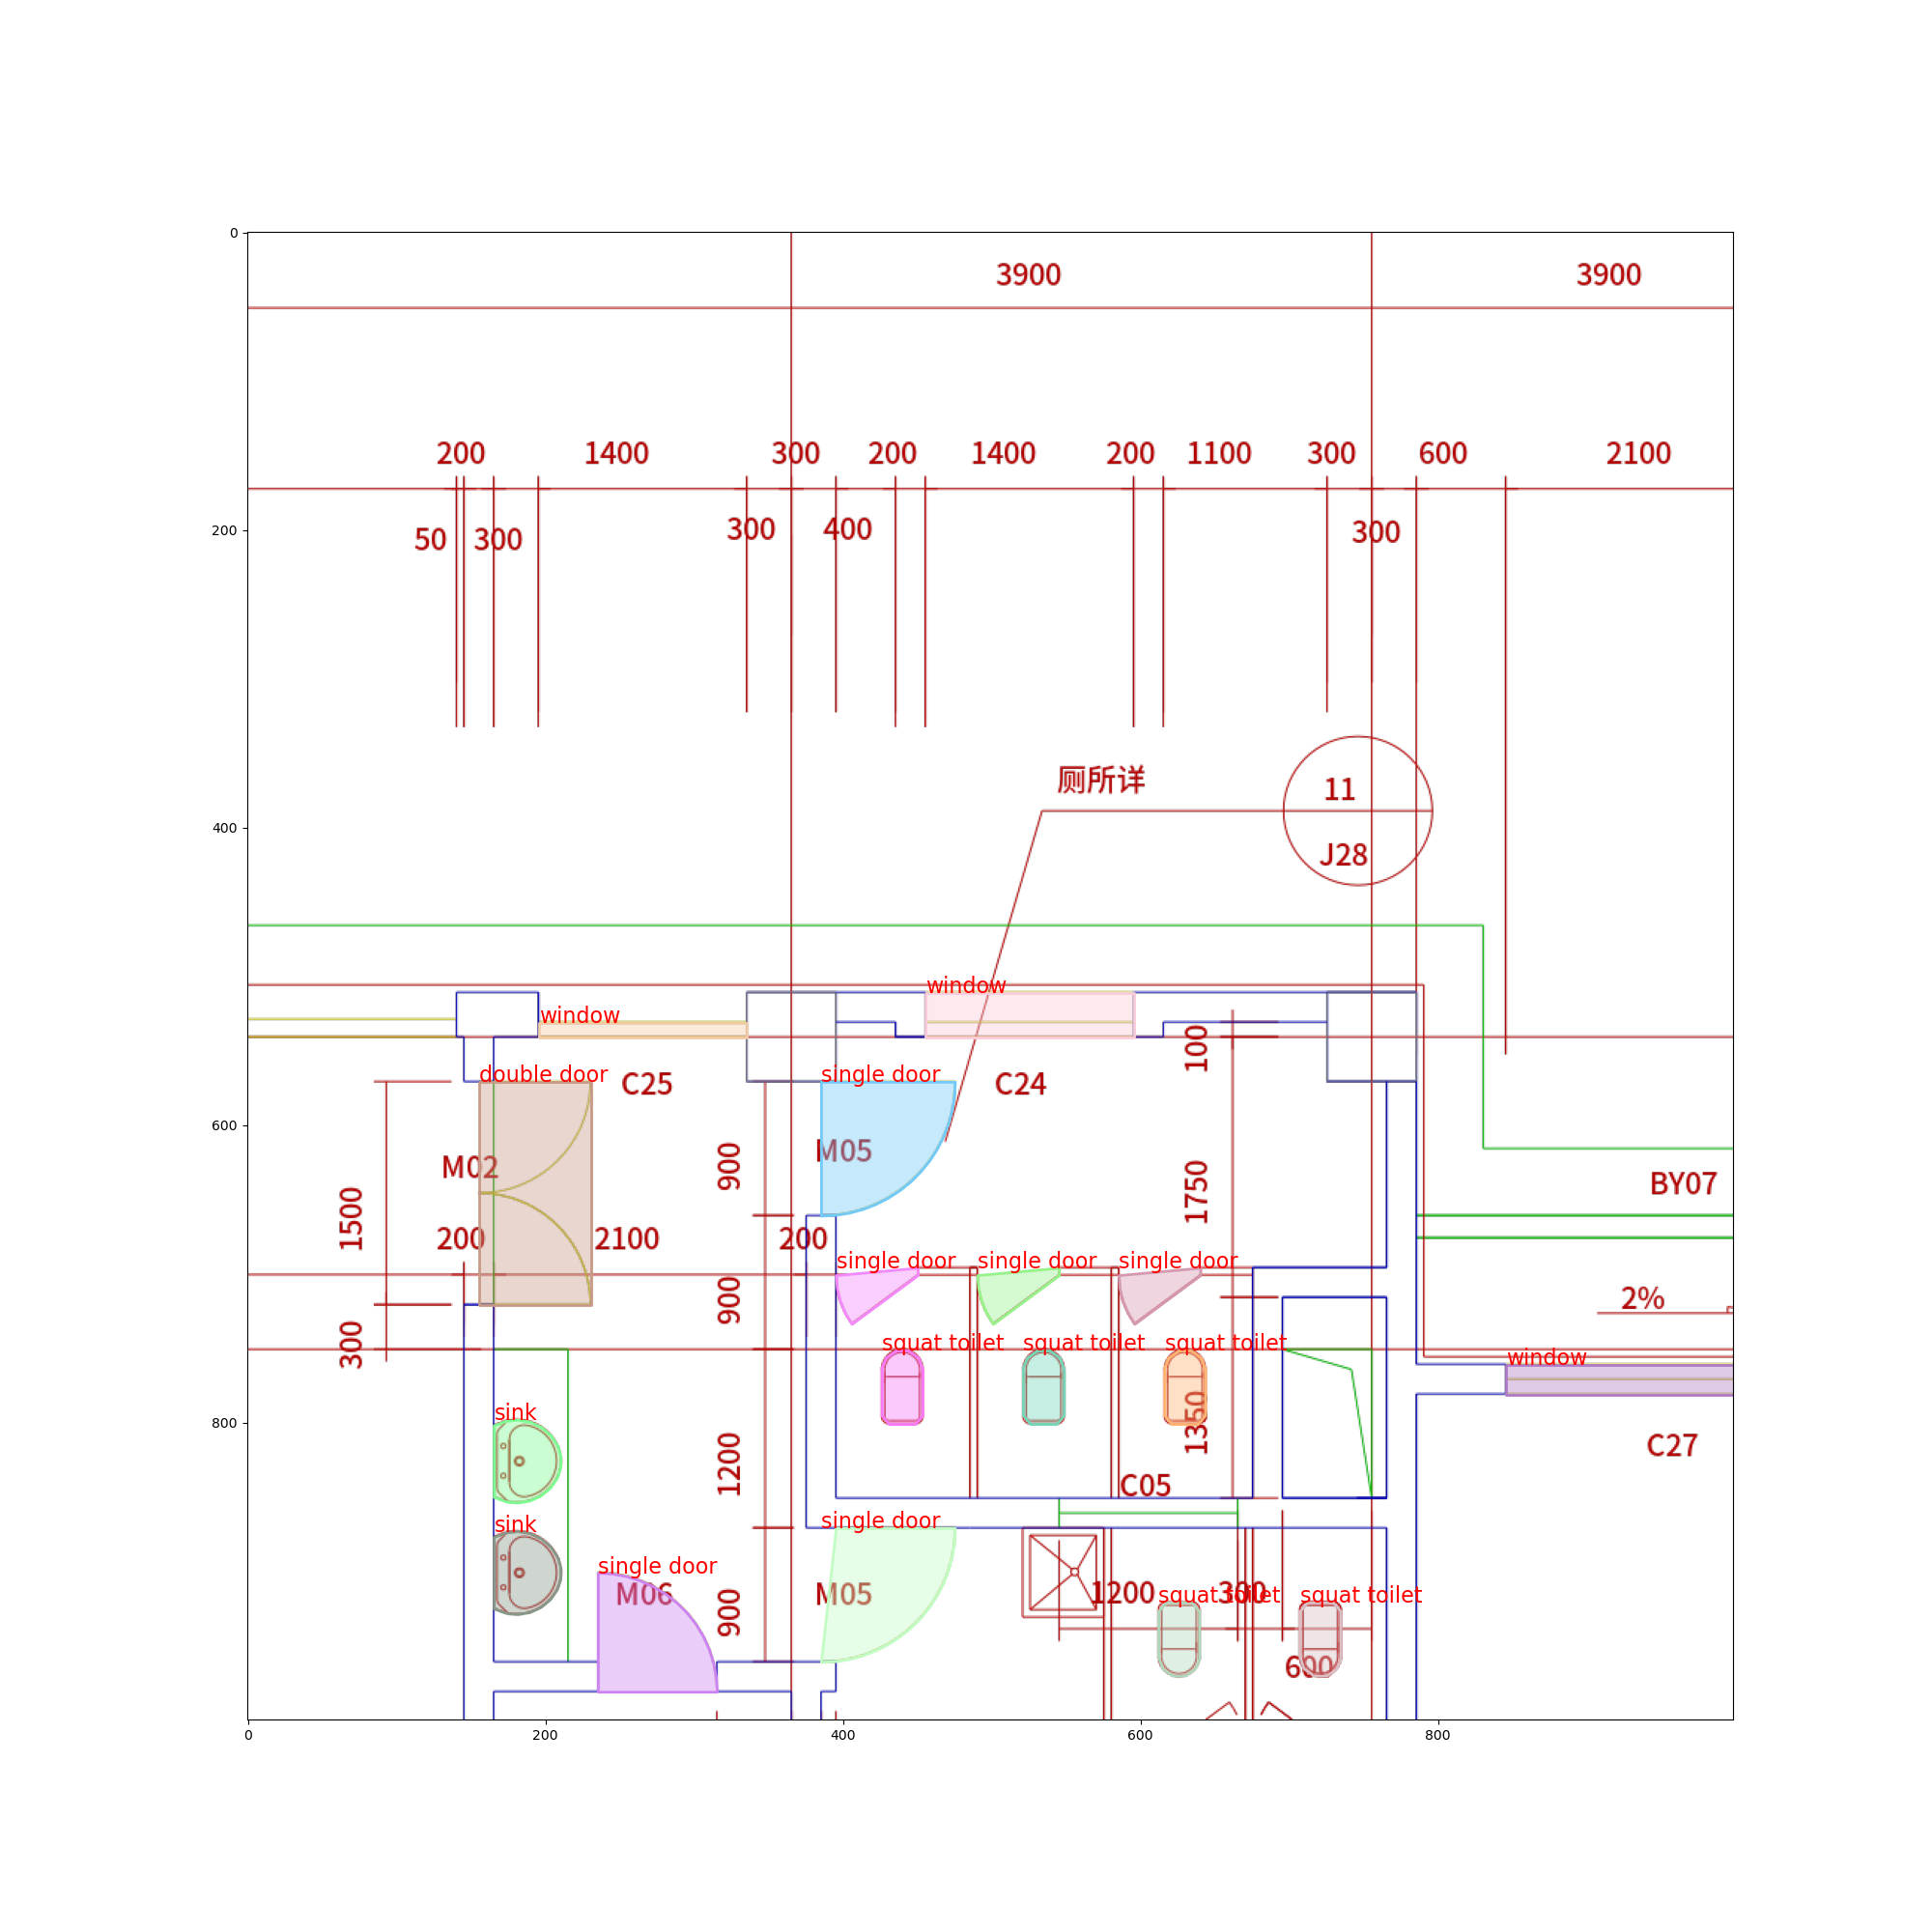 0
3900 3900
200 1400 300 200 1400 200 1100 300 600 2100
200
50 300 300 400 300
厕所详
11
400
J28
window
window
100
double door C25 single door C24
600
M02 900 M05
1750
BY07
1500
200 2100 200
single door single door single door
900
2%
300
squat toilet squat toilet squat toilet
window
sink
800
1350
C27
1200
C05
sink
single door
single door
M06 900 M05
1200 300
squat toilet squat toilet
600
0 200 400 600 800